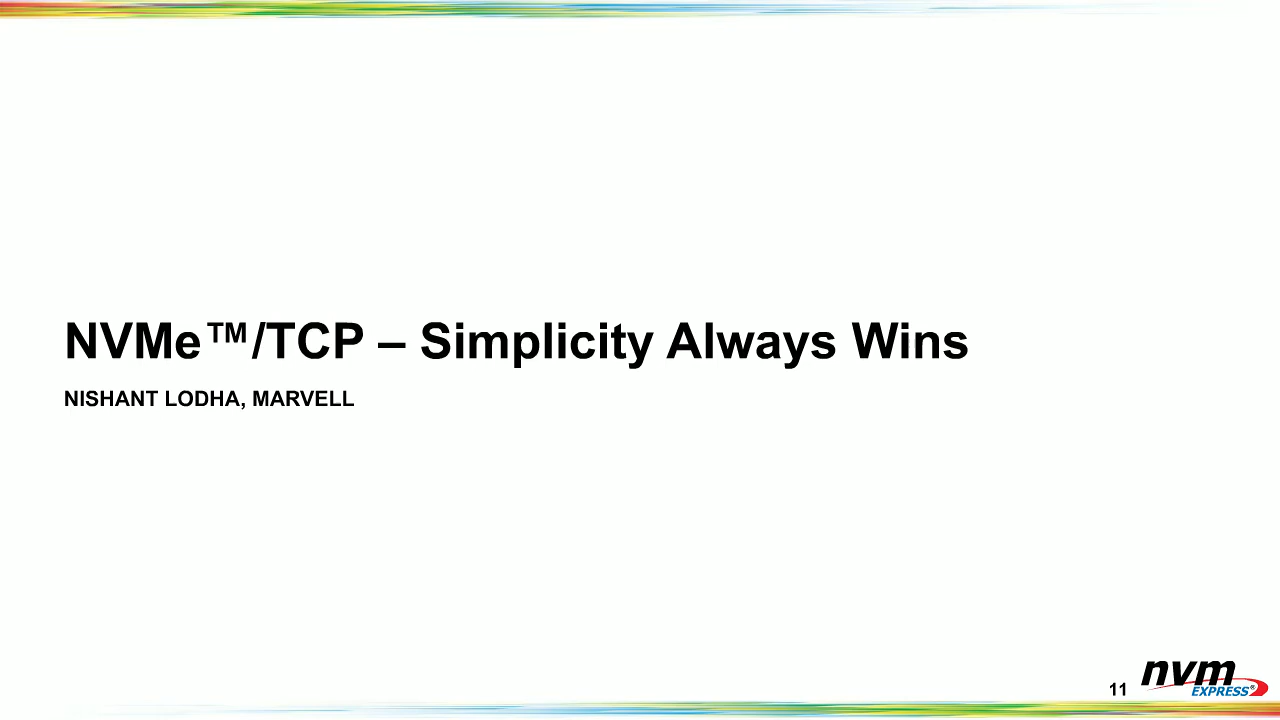 NVMe™/TCP – Simplicity Always Wins
NISHANT LODHA, MARVELL
11
nvm
EXPRESS®